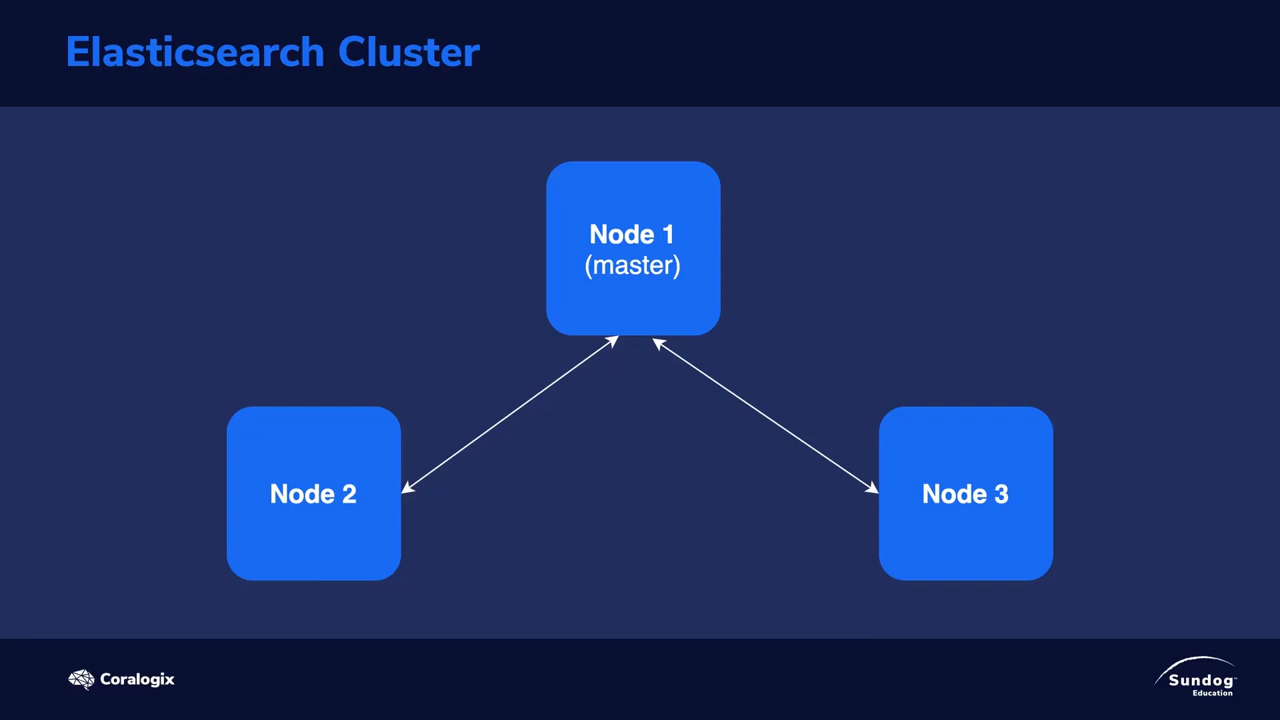 Elasticsearch Cluster
Node 1
(master)
Node 2
Node 3
Coralogix
Sundog
Education